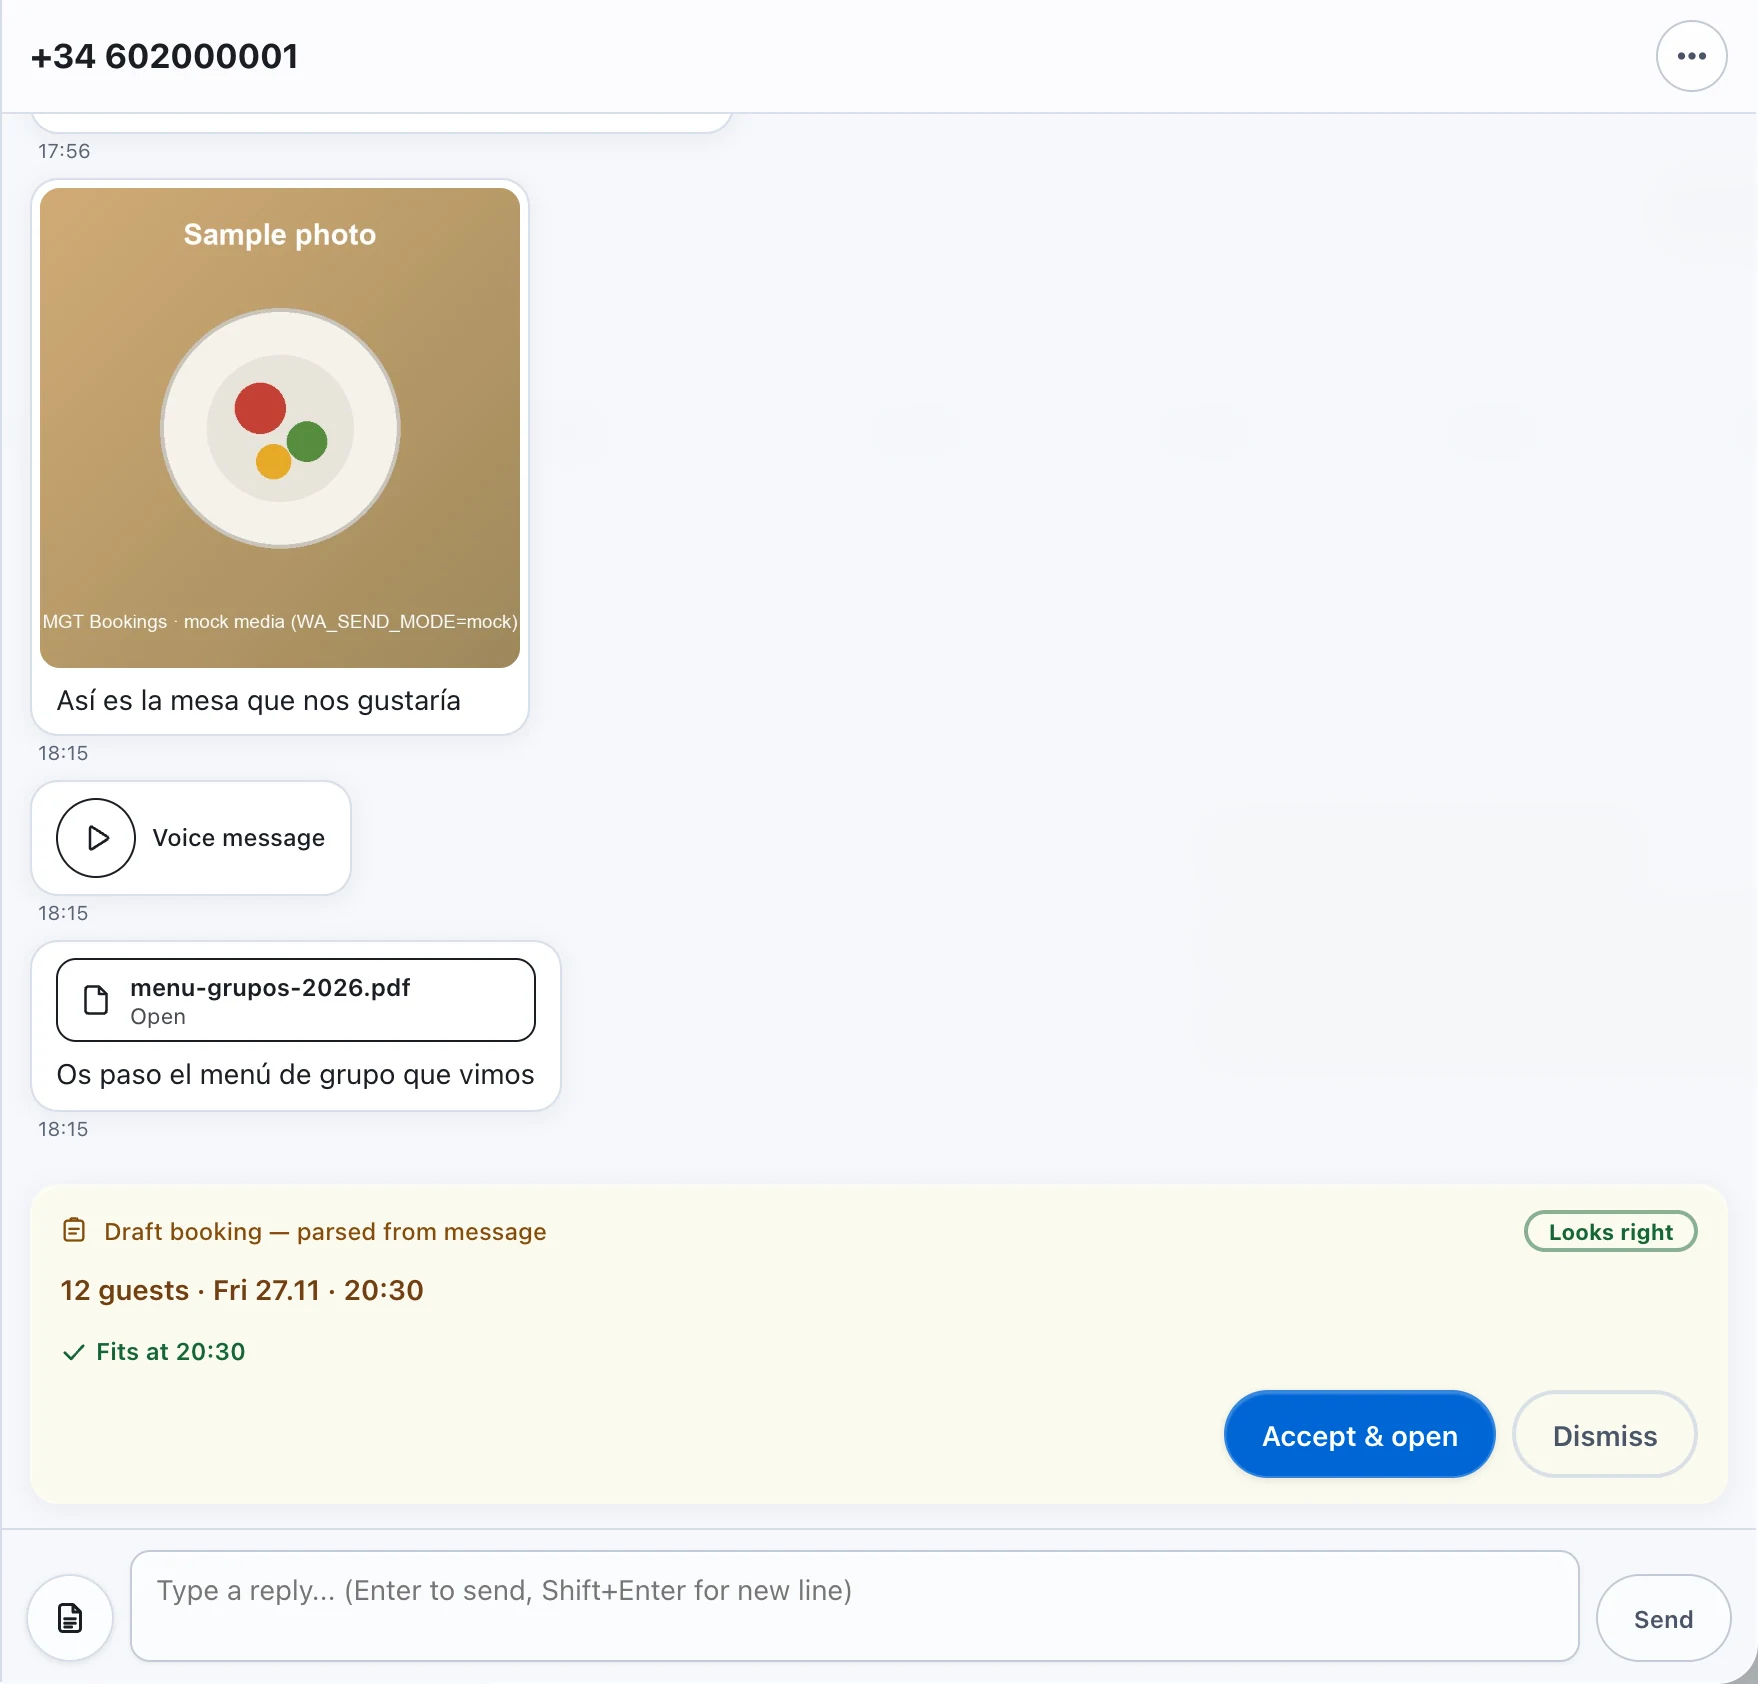 +34 602000001
17:56
Sample photo
MGT Bookings · mock media (WA_SEND_MODE=mock)
Así es la mesa que nos gustaría
18:15
Voice message
18:15
menu-grupos-2026.pdf
Open
Os paso el menú de grupo que vimos
18:15
Draft booking — parsed from message
Looks right
12 guests · Fri 27.11 · 20:30
Fits at 20:30
Accept & open
Dismiss
Type a reply... (Enter to send, Shift+Enter for new line)
Send